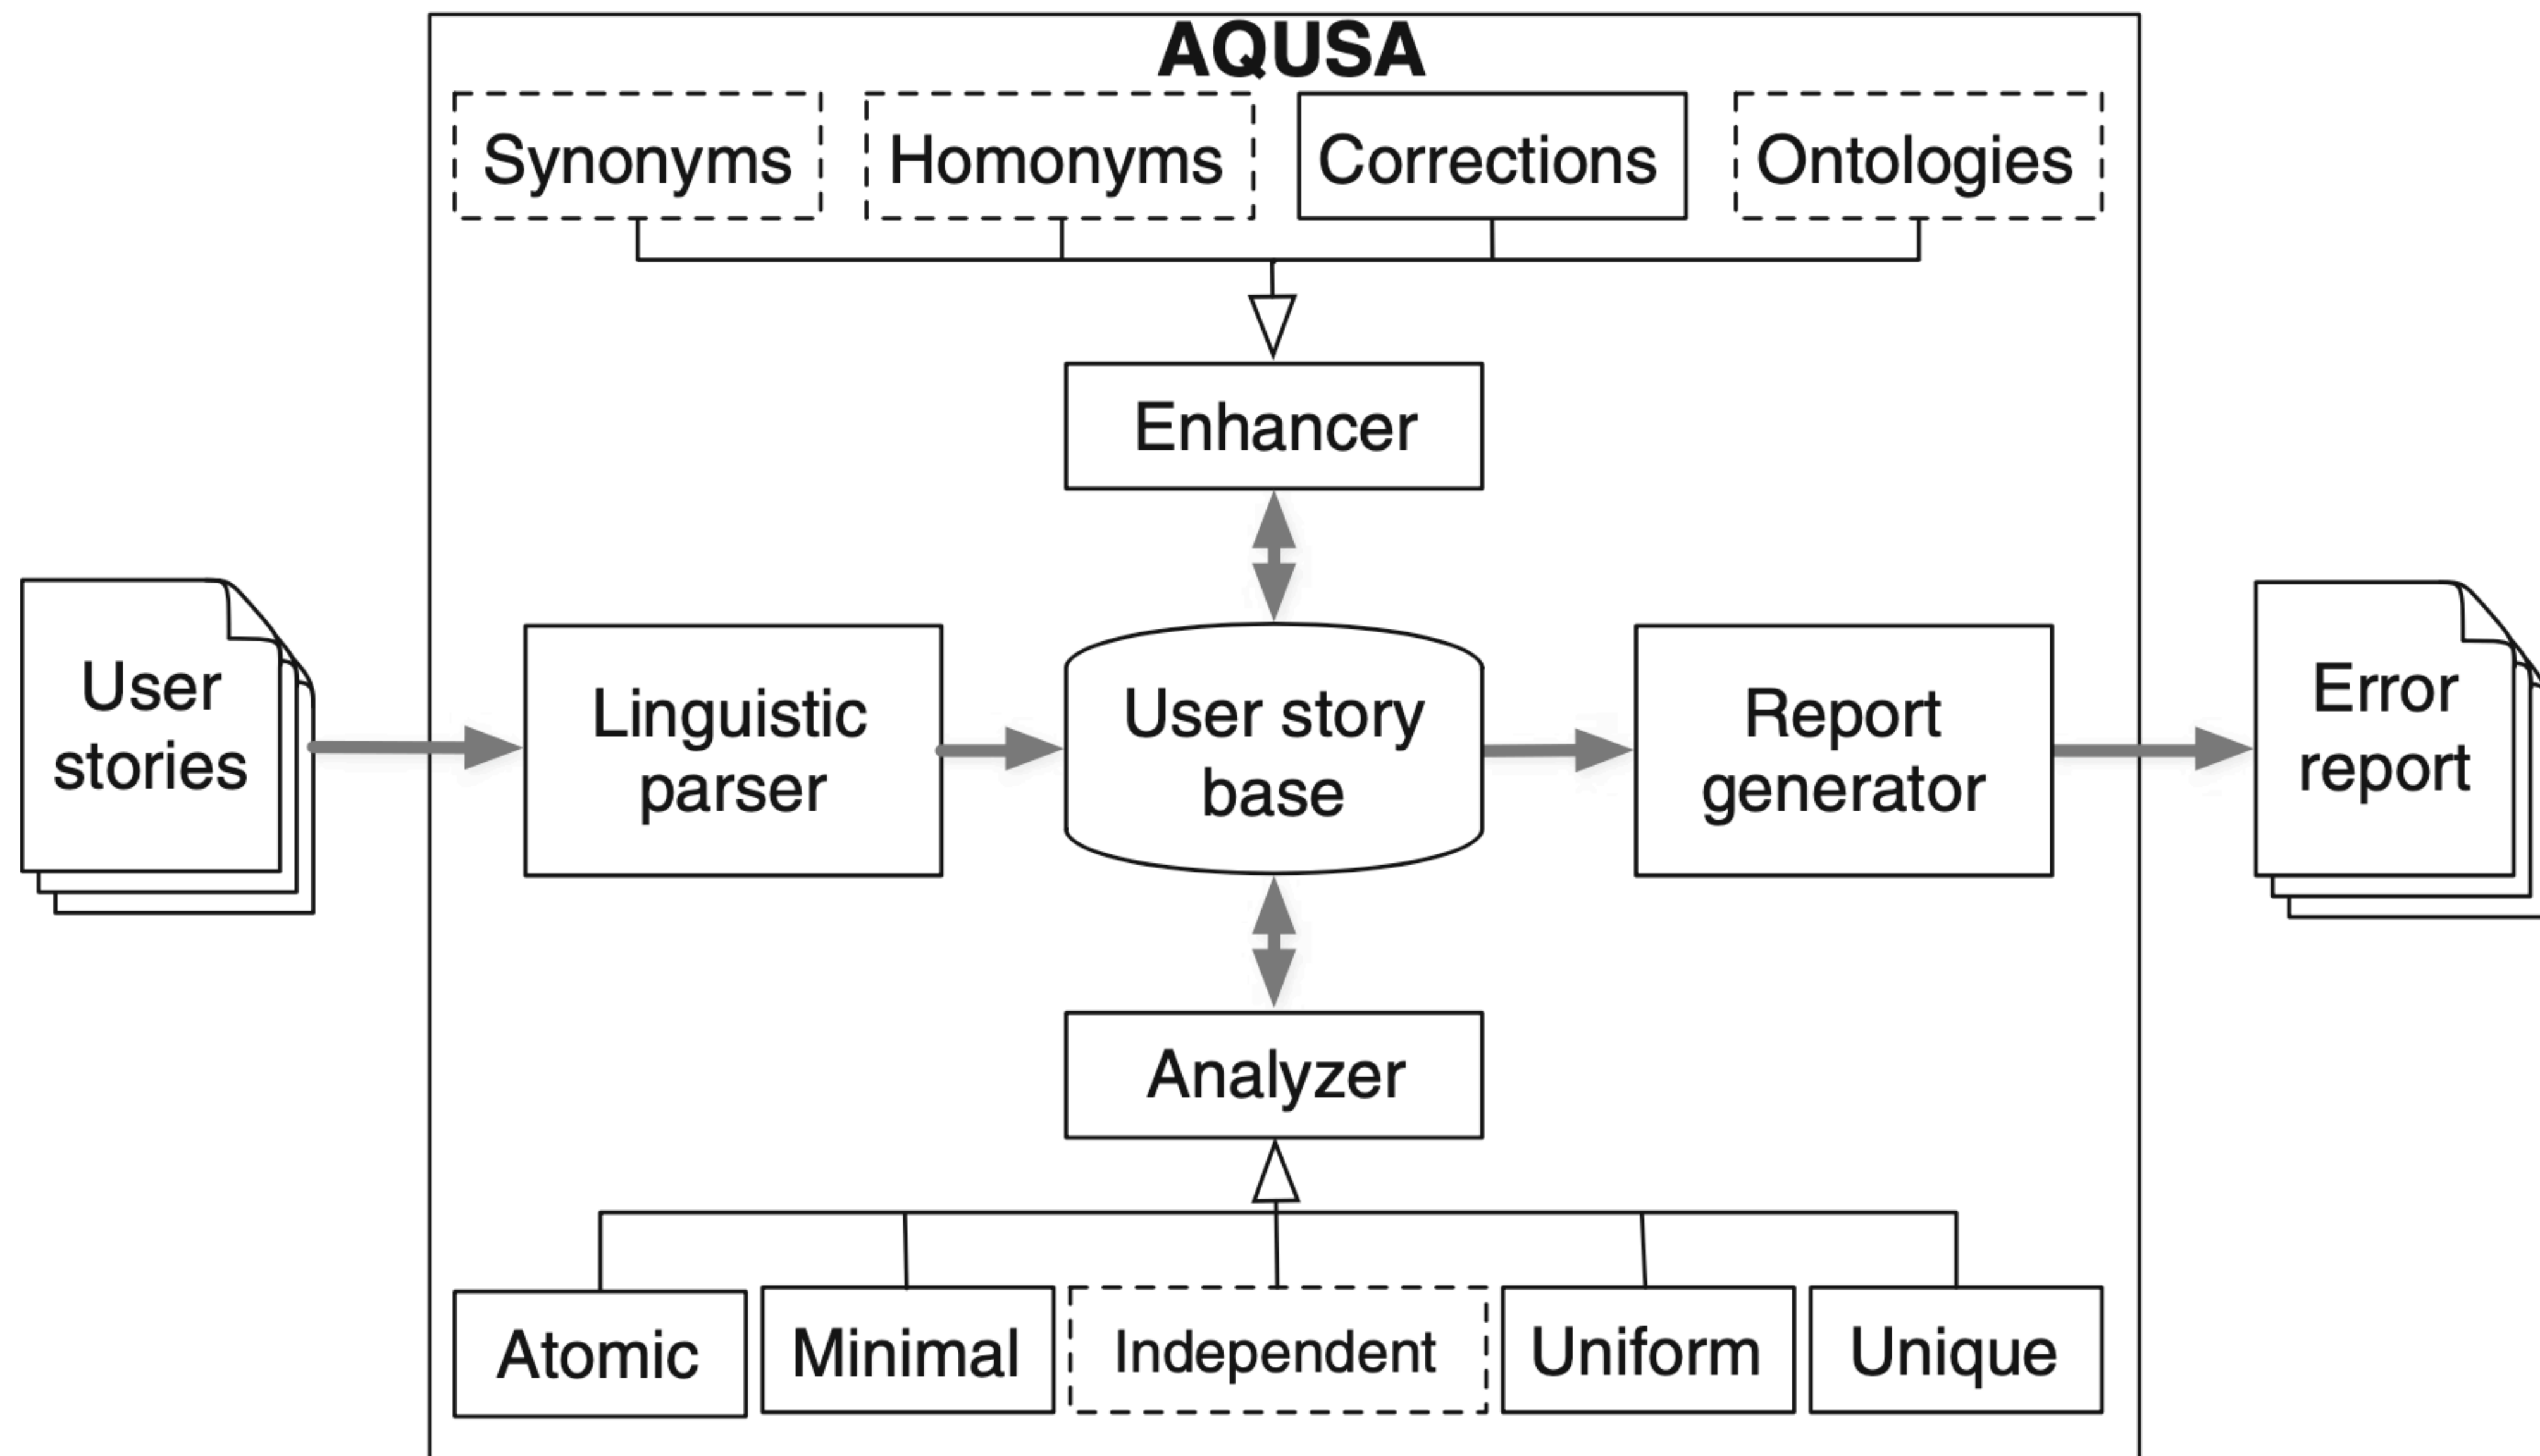 AQUSA
Synonyms
Homonyms
Corrections
Ontologies
Enhancer
User
stories
Linguistic
parser
User story
base
Report
generator
Error
report
Analyzer
Atomic
Minimal
Independent
Uniform
Unique